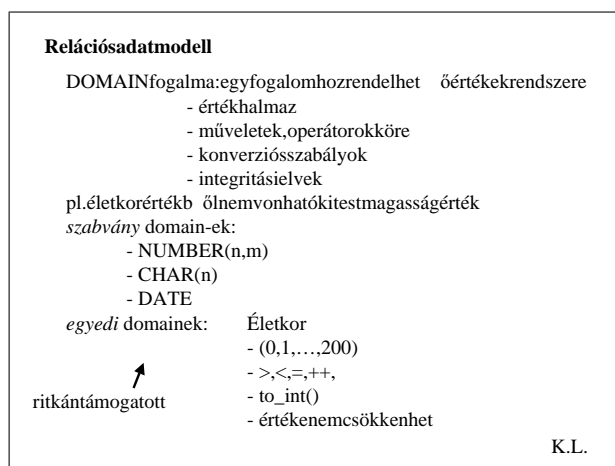 Relációsadatmodell
DOMAINfogalma:egyfogalomhozrendelhet őértékekrendszere
- értékhalmaz
- műveletek,operátorokköre
- konverziósszabályok
- integritásielvek
pl.életkorértékb őlnemvonhatókitestmagasságérték
szabvány domain-ek:
- NUMBER(n,m)
- CHAR(n)
- DATE
egyedi domainek: Életkor
- (0,1,…,200)
- >,<,=,++,
- to_int()
- értékenemcsökkenhet
ritkántámogatott
K.L.